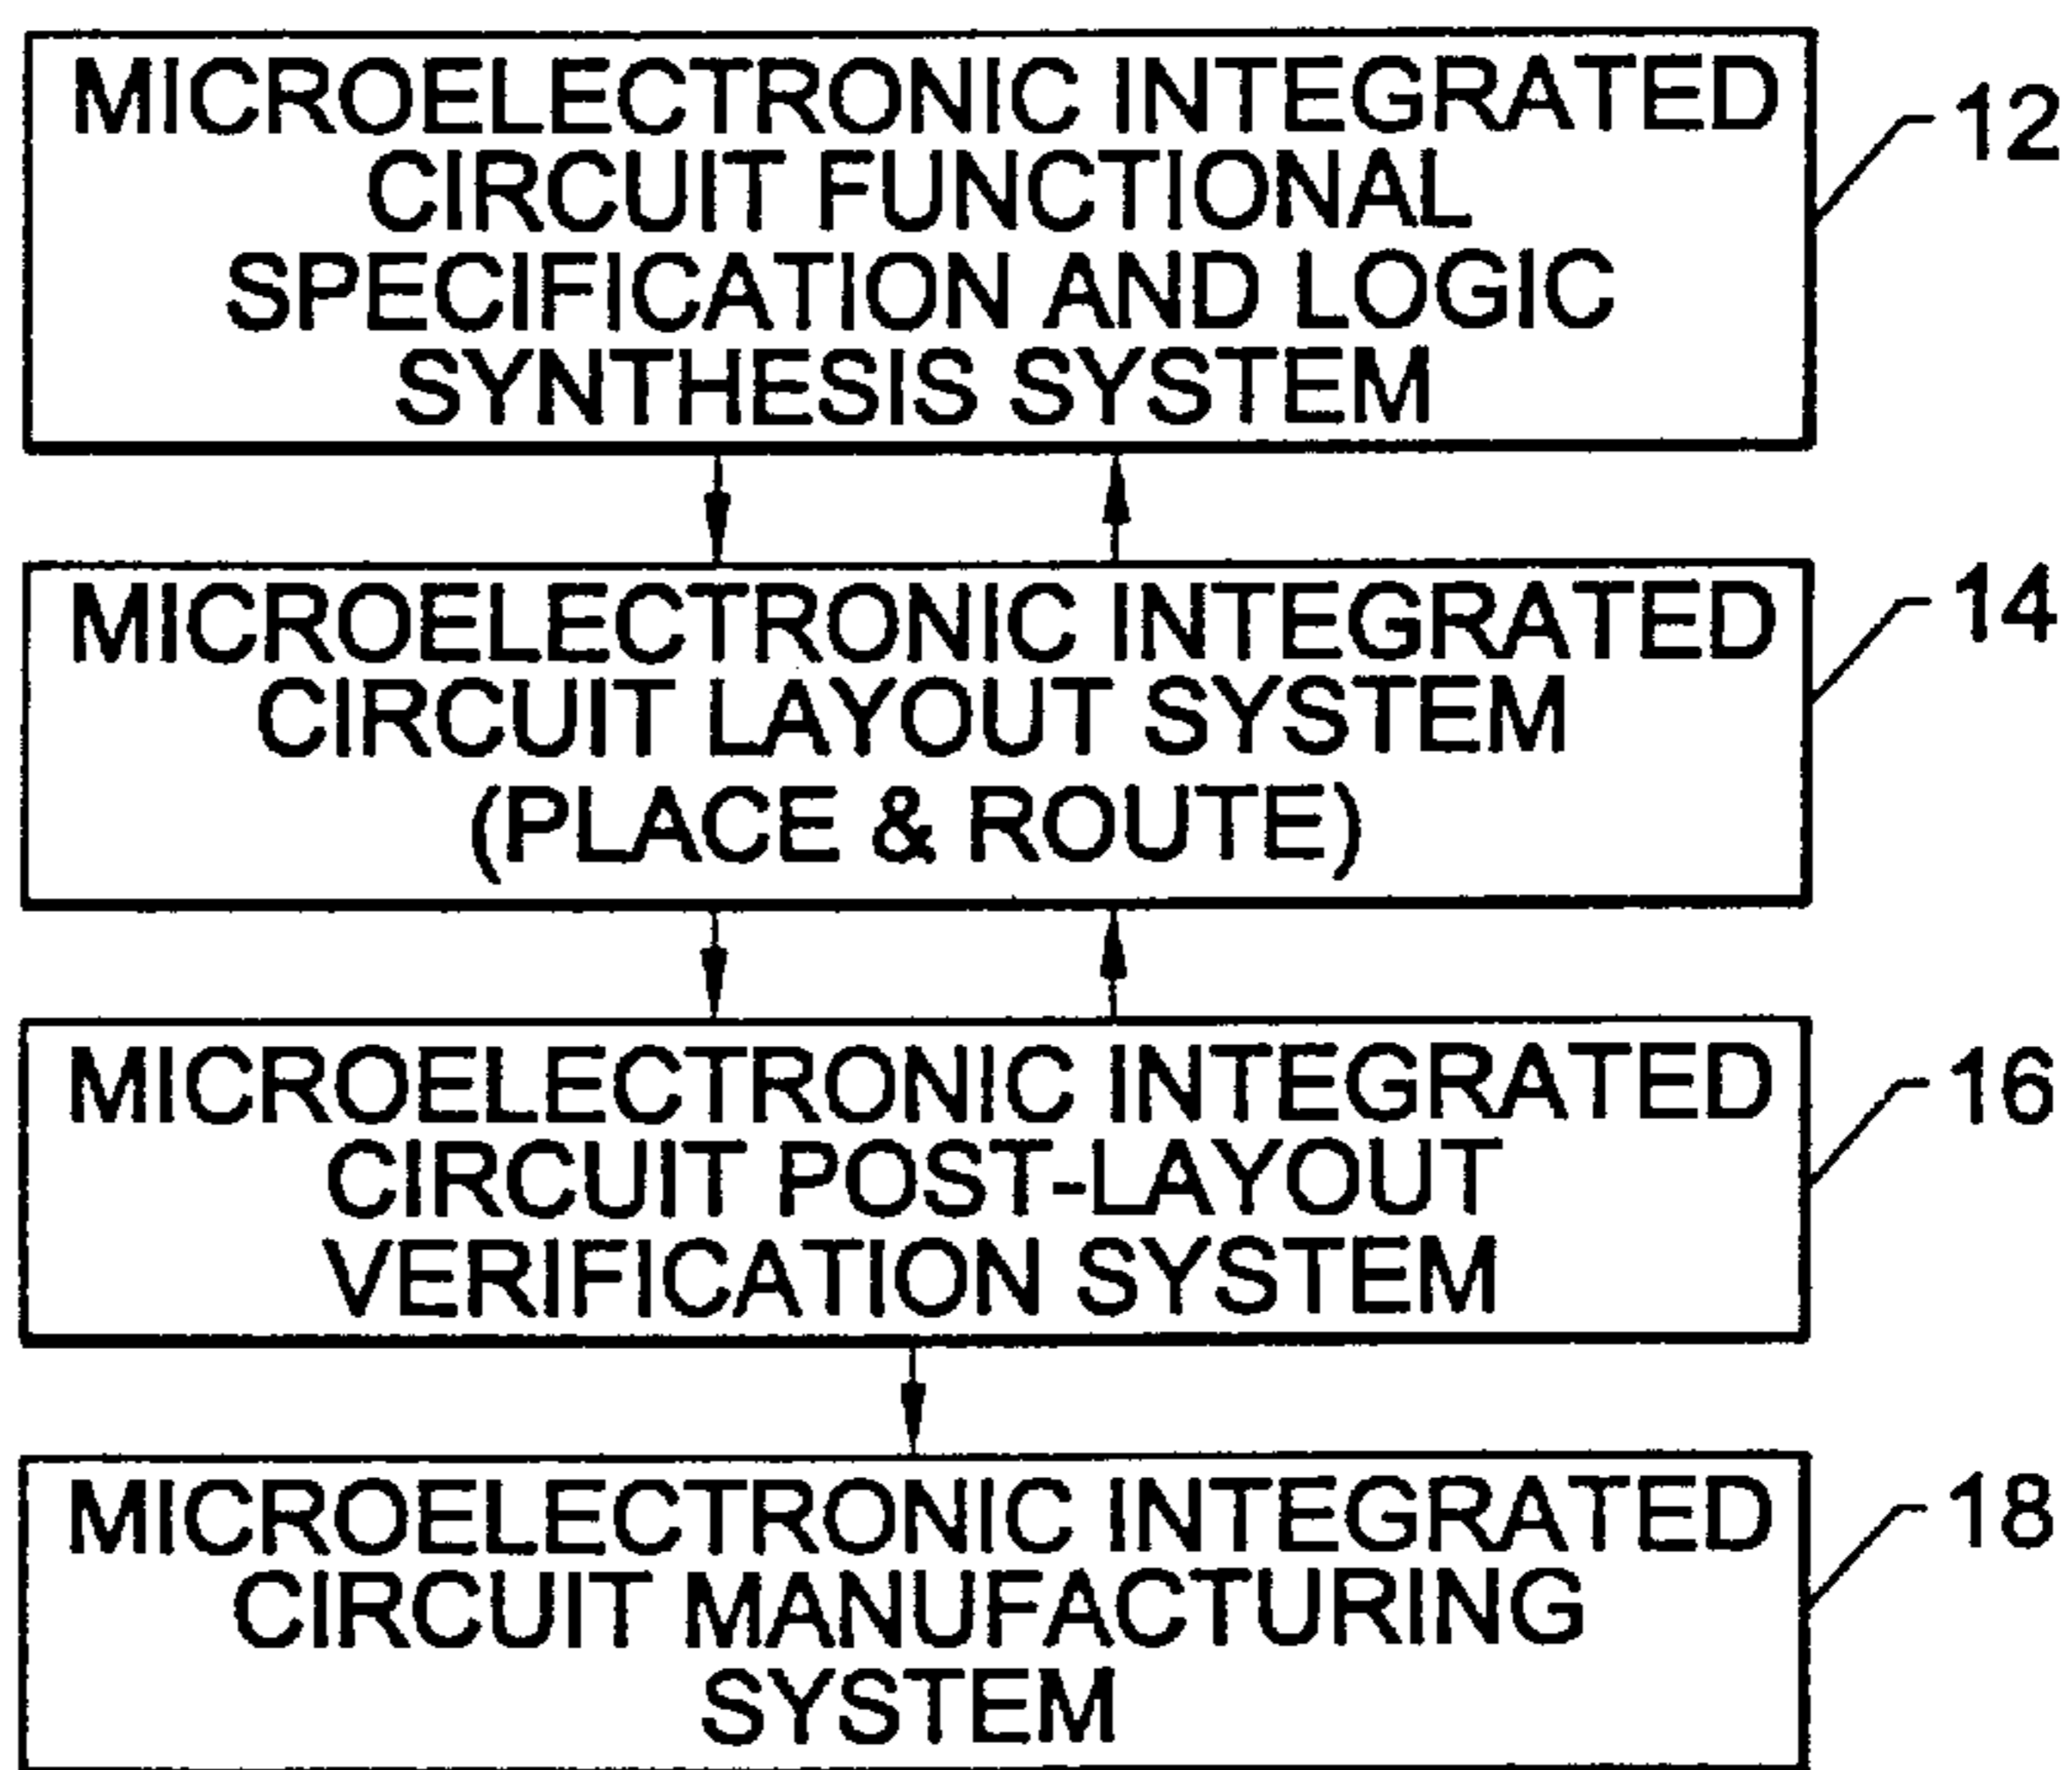 MICROELECTRONIC INTEGRATED
CIRCUIT FUNCTIONAL
SPECIFICATION AND LOGIC
SYNTHESIS SYSTEM
12
MICROELECTRONIC INTEGRATED
CIRCUIT LAYOUT SYSTEM
(PLACE & ROUTE)
14
MICROELECTRONIC INTEGRATED
CIRCUIT POST-LAYOUT
VERIFICATION SYSTEM
16
MICROELECTRONIC INTEGRATED
CIRCUIT MANUFACTURING
SYSTEM
18